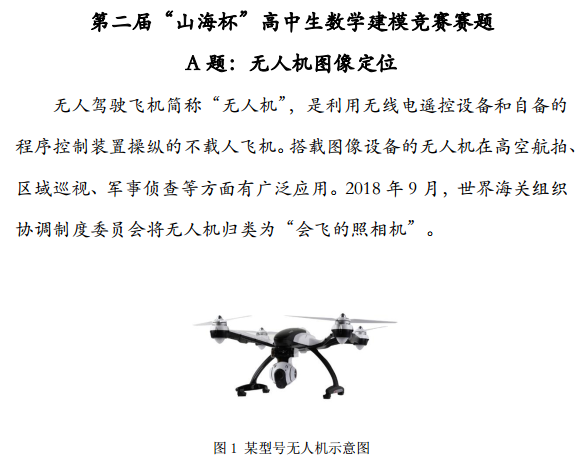 第二届“山海杯”高中生数学建模竞赛赛题
A 题：无人机图像定位
无人驾驶飞机简称“无人机”，是利用无线电遥控设备和自备的
程序控制装置操纵的不载人飞机。搭载图像设备的无人机在高空航拍、
区域巡视、军事侦查等方面有广泛应用。2018 年 9 月，世界海关组织
协调制度委员会将无人机归类为“会飞的照相机”。
图 1 某型号无人机示意图